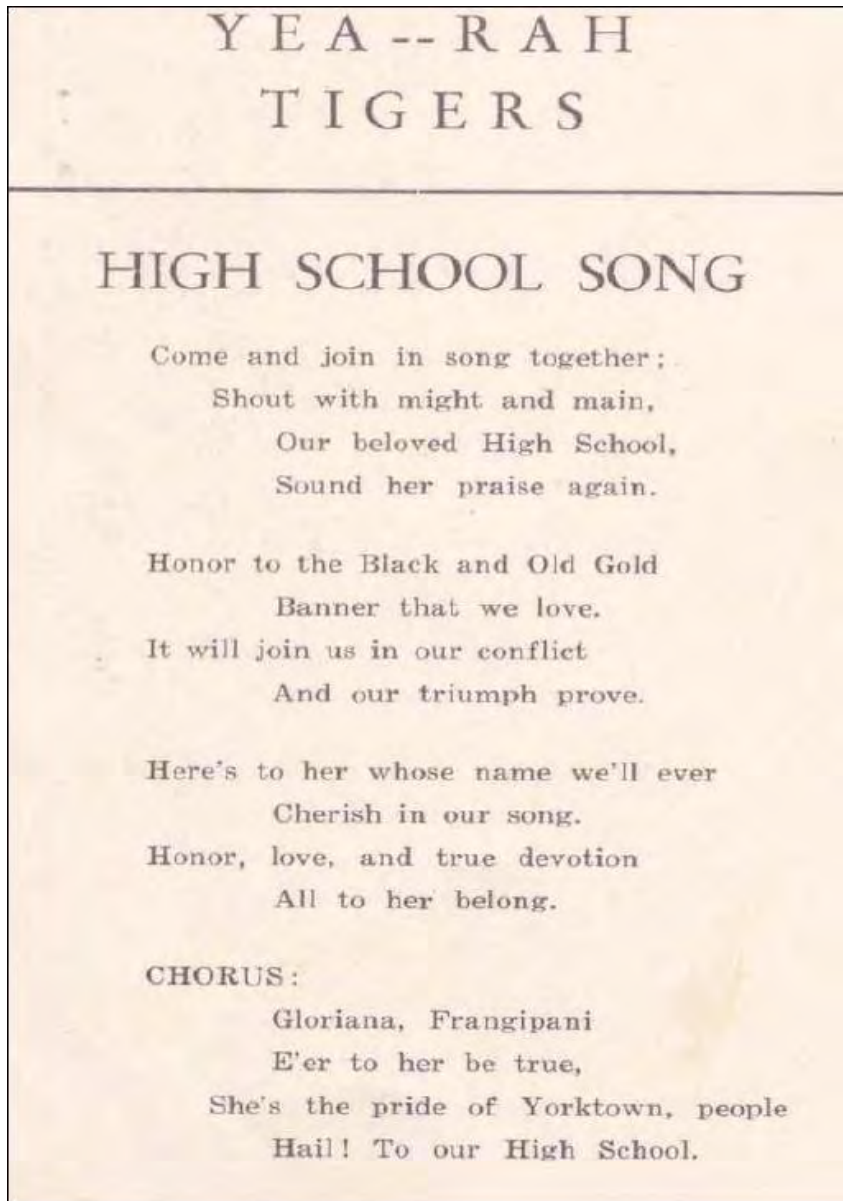 YEA--RAH
TIGERS
HIGH SCHOOL SONG
Come and join in song together;
Shout with might and main,
Our beloved High School,
Sound her praise again.
Honor to the Black and Old Gold
Banner that we love.
It will join us in our conflict
And our triumph prove.
Here's to her whose name we'll ever
Cherish in our song.
Honor, love, and true devotion
All to her belong.
CHORUS:
Gloriana, Frangipani
E'er to her be true,
She's the pride of Yorktown, people
Hail! To our High School.